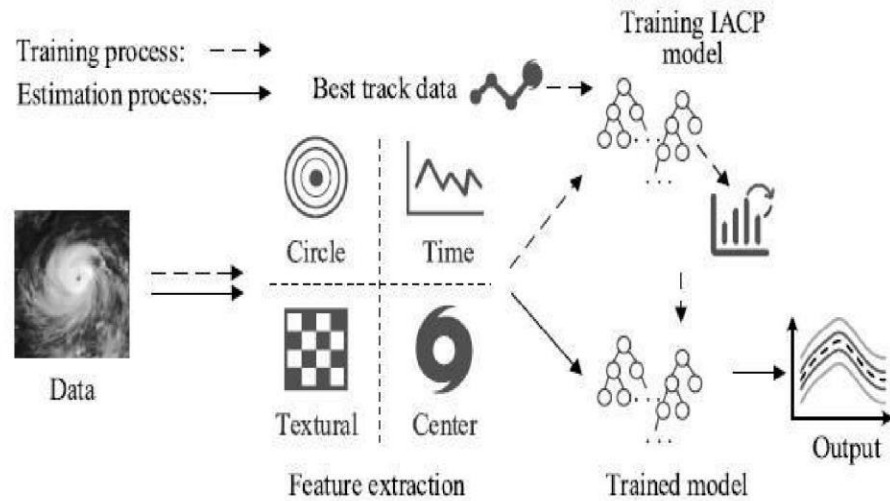 Training IACP
model
Training process:
Estimation process:
Best track data
Circle
Time
Data
Textural
Center
Output
Feature extraction
Trained model